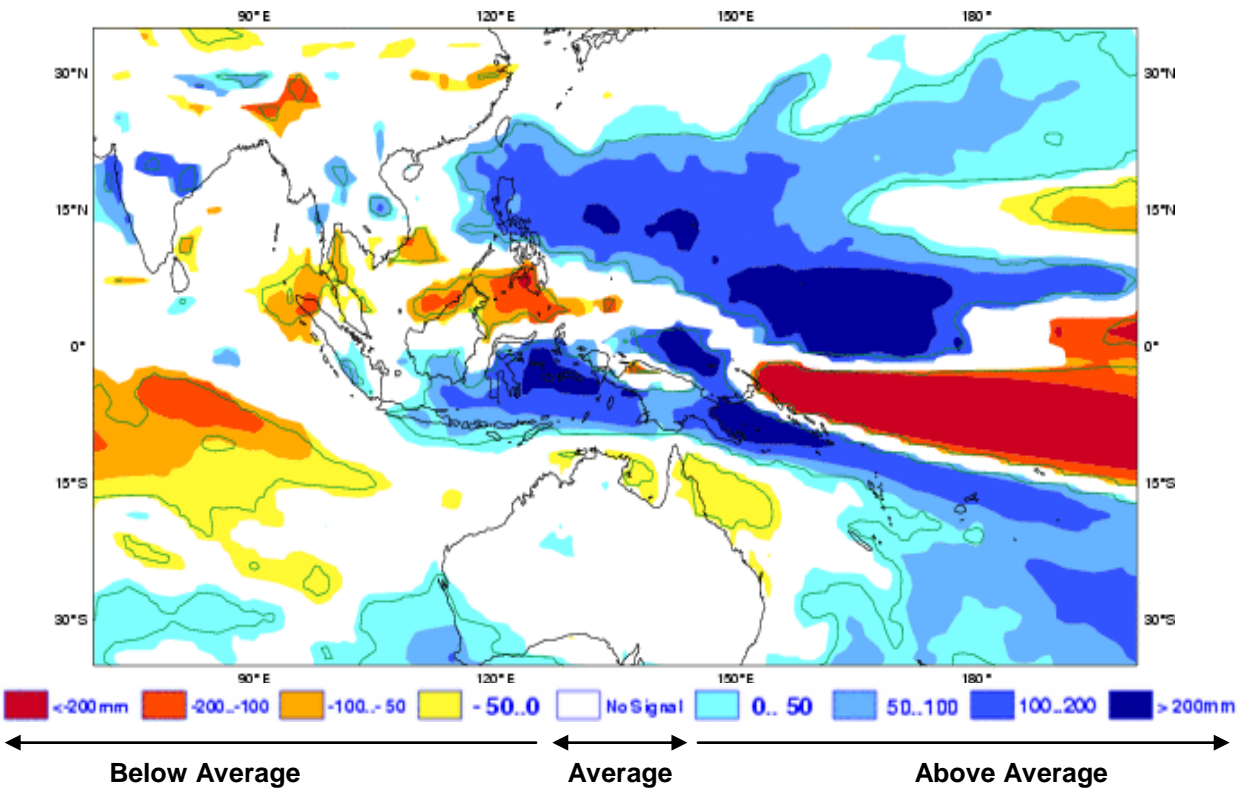 90°E 120°E 150°E 180°
30°N 30°N
15°N 15°N
0° 0°
15°S 15°S
30°S 30°S
90°E 120°E 150°E 180°
<-200mm -200..-100 -100..-50 -50..0 No Signal 0..50 50..100 100..200 >200mm
Below Average Average Above Average